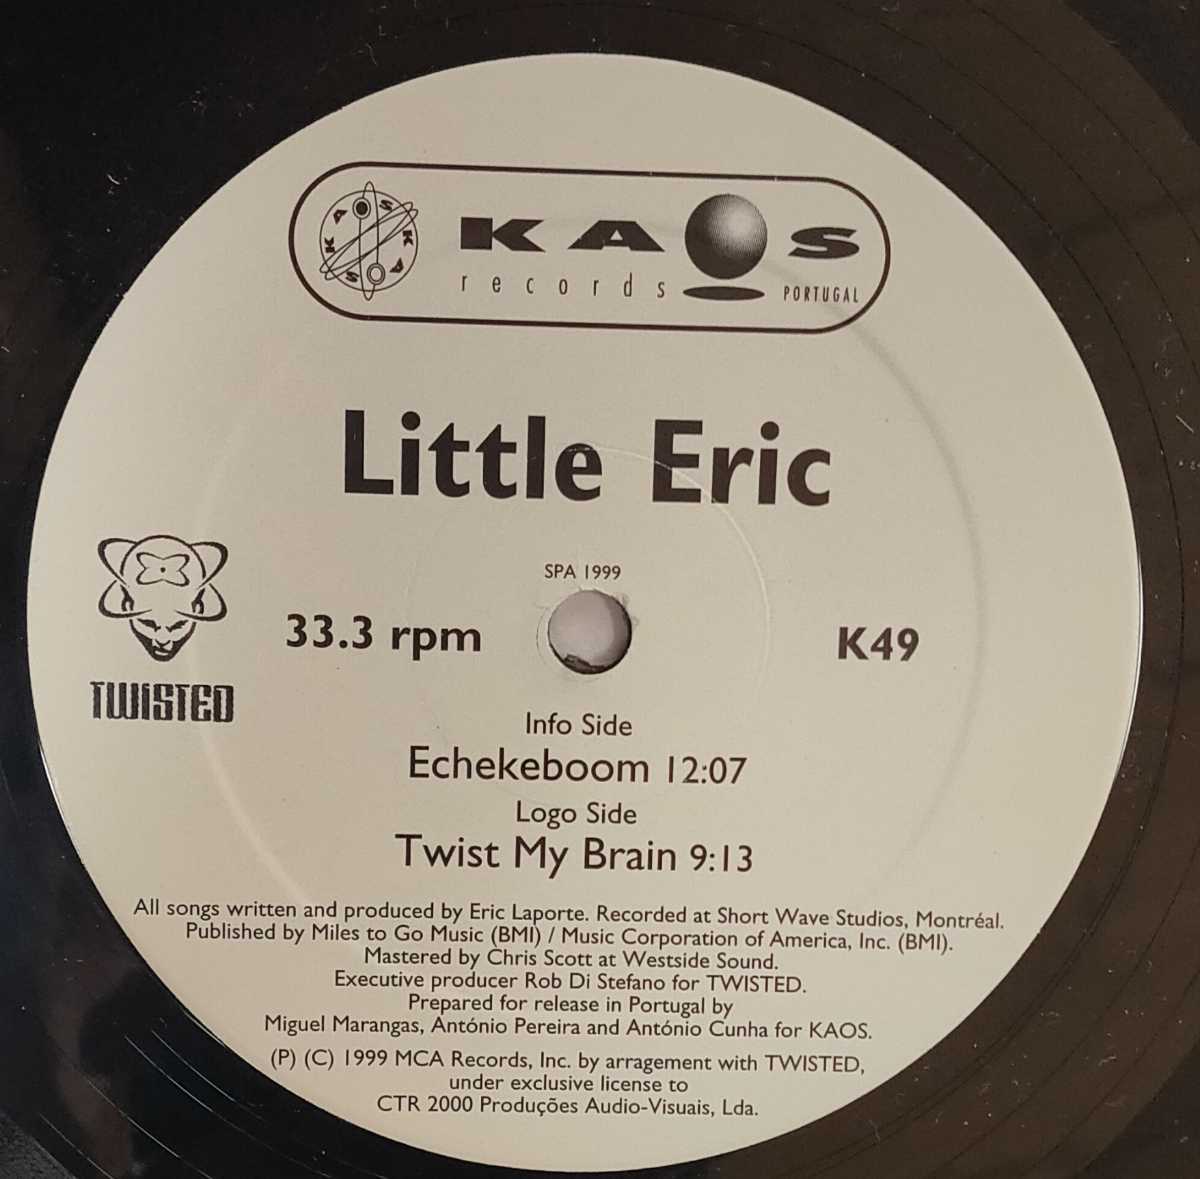 KAS KAS
KAOS
records PORTUGAL
Little Eric
SPA 1999
33.3 rpm
K49
TWISTED
Info Side
Echekeboom 12:07
Logo Side
Twist My Brain 9:13
All songs written and produced by Eric Laporte. Recorded at Short Wave Studios, Montréal.
Published by Miles to Go Music (BMI) / Music Corporation of America, Inc. (BMI).
Mastered by Chris Scott at Westside Sound.
Executive producer Rob Di Stefano for TWISTED.
Prepared for release in Portugal by
Miguel Marangas, António Pereira and António Cunha for KAOS.
(P) (C) 1999 MCA Records, Inc. by arragement with TWISTED,
under exclusive license to
CTR 2000 Produções Audio-Visuais, Lda.